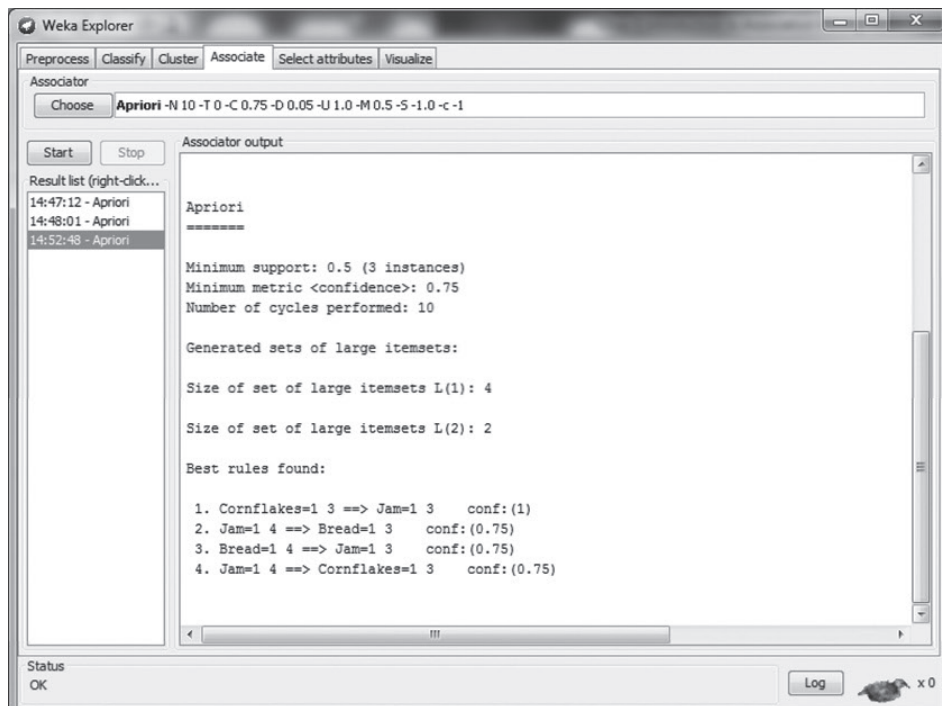 Weka Explorer
Preprocess Classify Cluster Associate Select attributes Visualize
Associator
Choose Apriori -N 10 -T 0 -C 0.75 -D 0.05 -U 1.0 -M 0.5 -S -1.0 -c -1
Start Stop
Result list (right-click...
14:47:12 - Apriori
14:48:01 - Apriori
14:52:48 - Apriori
Associator output
Apriori
=======
Minimum support: 0.5 (3 instances)
Minimum metric <confidence>: 0.75
Number of cycles performed: 10
Generated sets of large itemsets:
Size of set of large itemsets L(1): 4
Size of set of large itemsets L(2): 2
Best rules found:
1. Cornflakes=1 3 ==> Jam=1 3 conf:(1)
2. Jam=1 4 ==> Bread=1 3 conf:(0.75)
3. Bread=1 4 ==> Jam=1 3 conf:(0.75)
4. Jam=1 4 ==> Cornflakes=1 3 conf:(0.75)
Status
OK
Log x 0